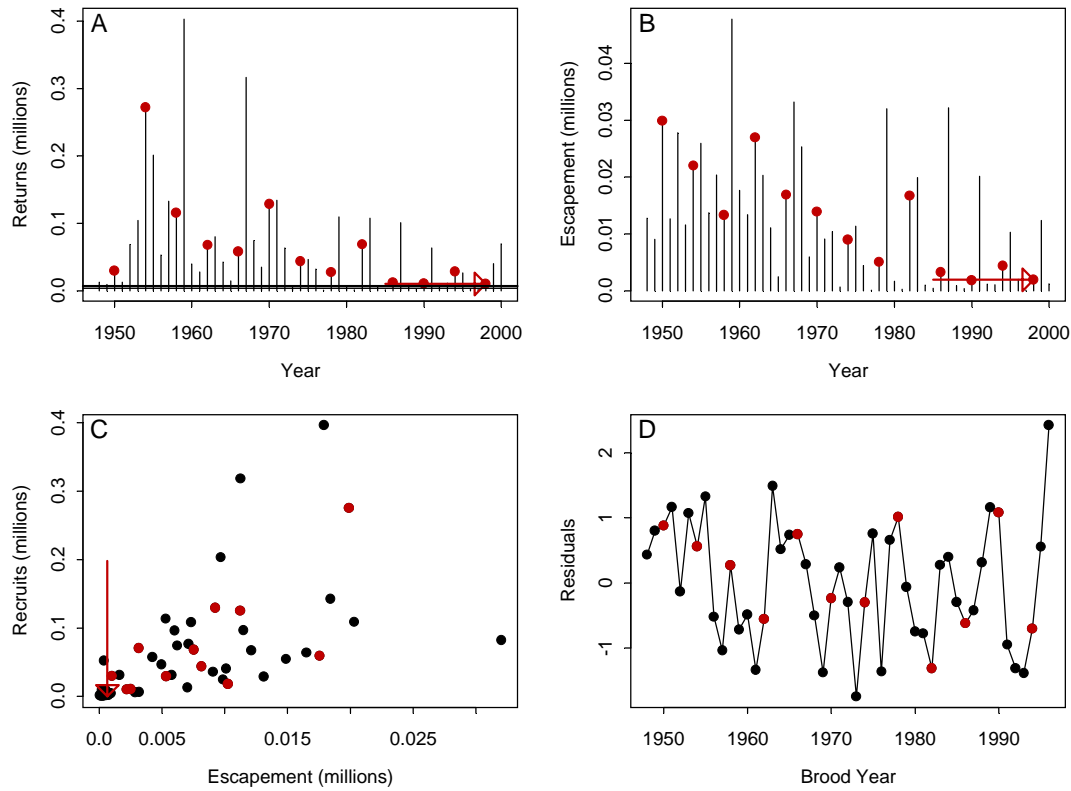 A
Returns (millions)
0.0 0.1 0.2 0.3 0.4
1950 1960 1970 1980 1990 2000
Year
B
Escapement (millions)
0.0 0.01 0.02 0.03 0.04
1950 1960 1970 1980 1990 2000
Year
C
Recruits (millions)
0.0 0.1 0.2 0.3 0.4
0.0 0.005 0.015 0.025
Escapement (millions)
D
Residuals
-1 0 1 2
1950 1960 1970 1980 1990
Brood Year